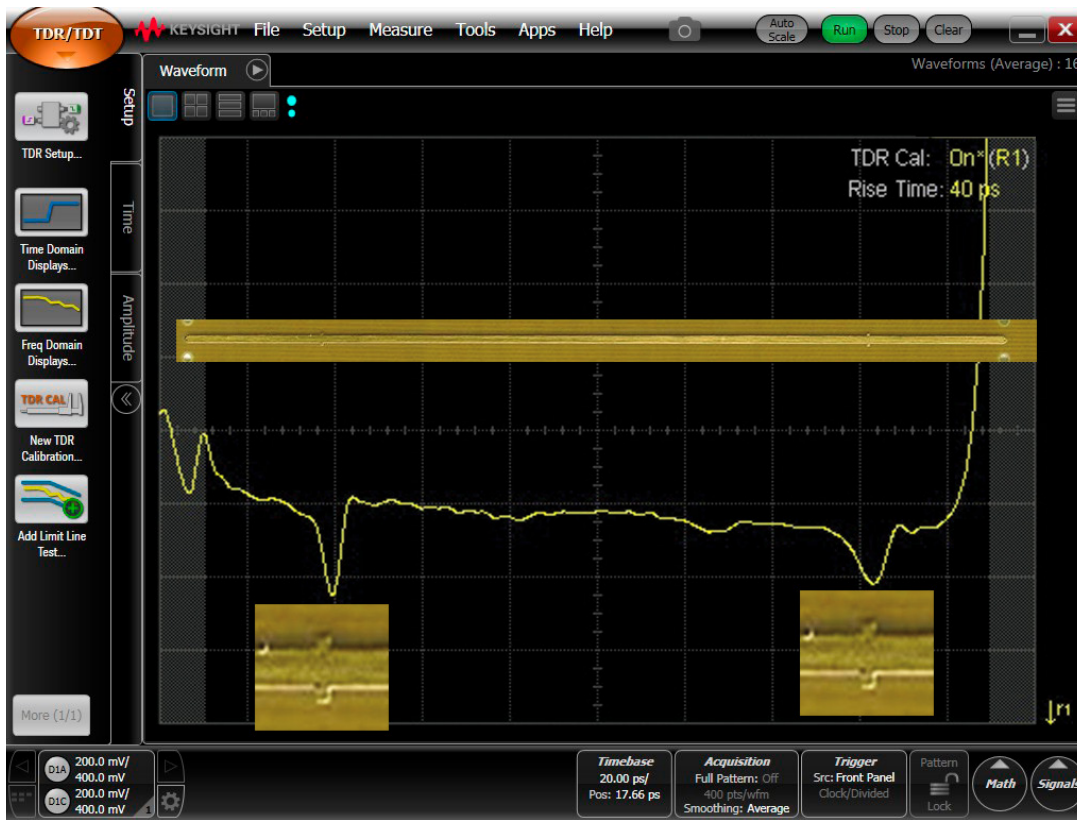 TDR/TDT
KEYSIGHT File Setup Measure Tools Apps Help
Auto
Scale
Run
Stop
Clear
X
Waveform
Waveforms (Average) : 16
Setup
Time
Amplitude
TDR Setup...
Time Domain
Displays...
Freq Domain
Displays...
TDR CAL
New TDR
Calibration...
Add Limit Line
Test...
More (1/1)
TDR Cal: On* (R1)
Rise Time: 40 ps
r1
D1A 200.0 mV/
400.0 mV
D1C 200.0 mV/
400.0 mV
1
Timebase
20.00 ps/
Pos: 17.66 ps
Acquisition
Full Pattern: Off
400 pts/wfm
Smoothing: Average
Trigger
Src: Front Panel
Clock/Divided
Pattern
Lock
Math
Signals